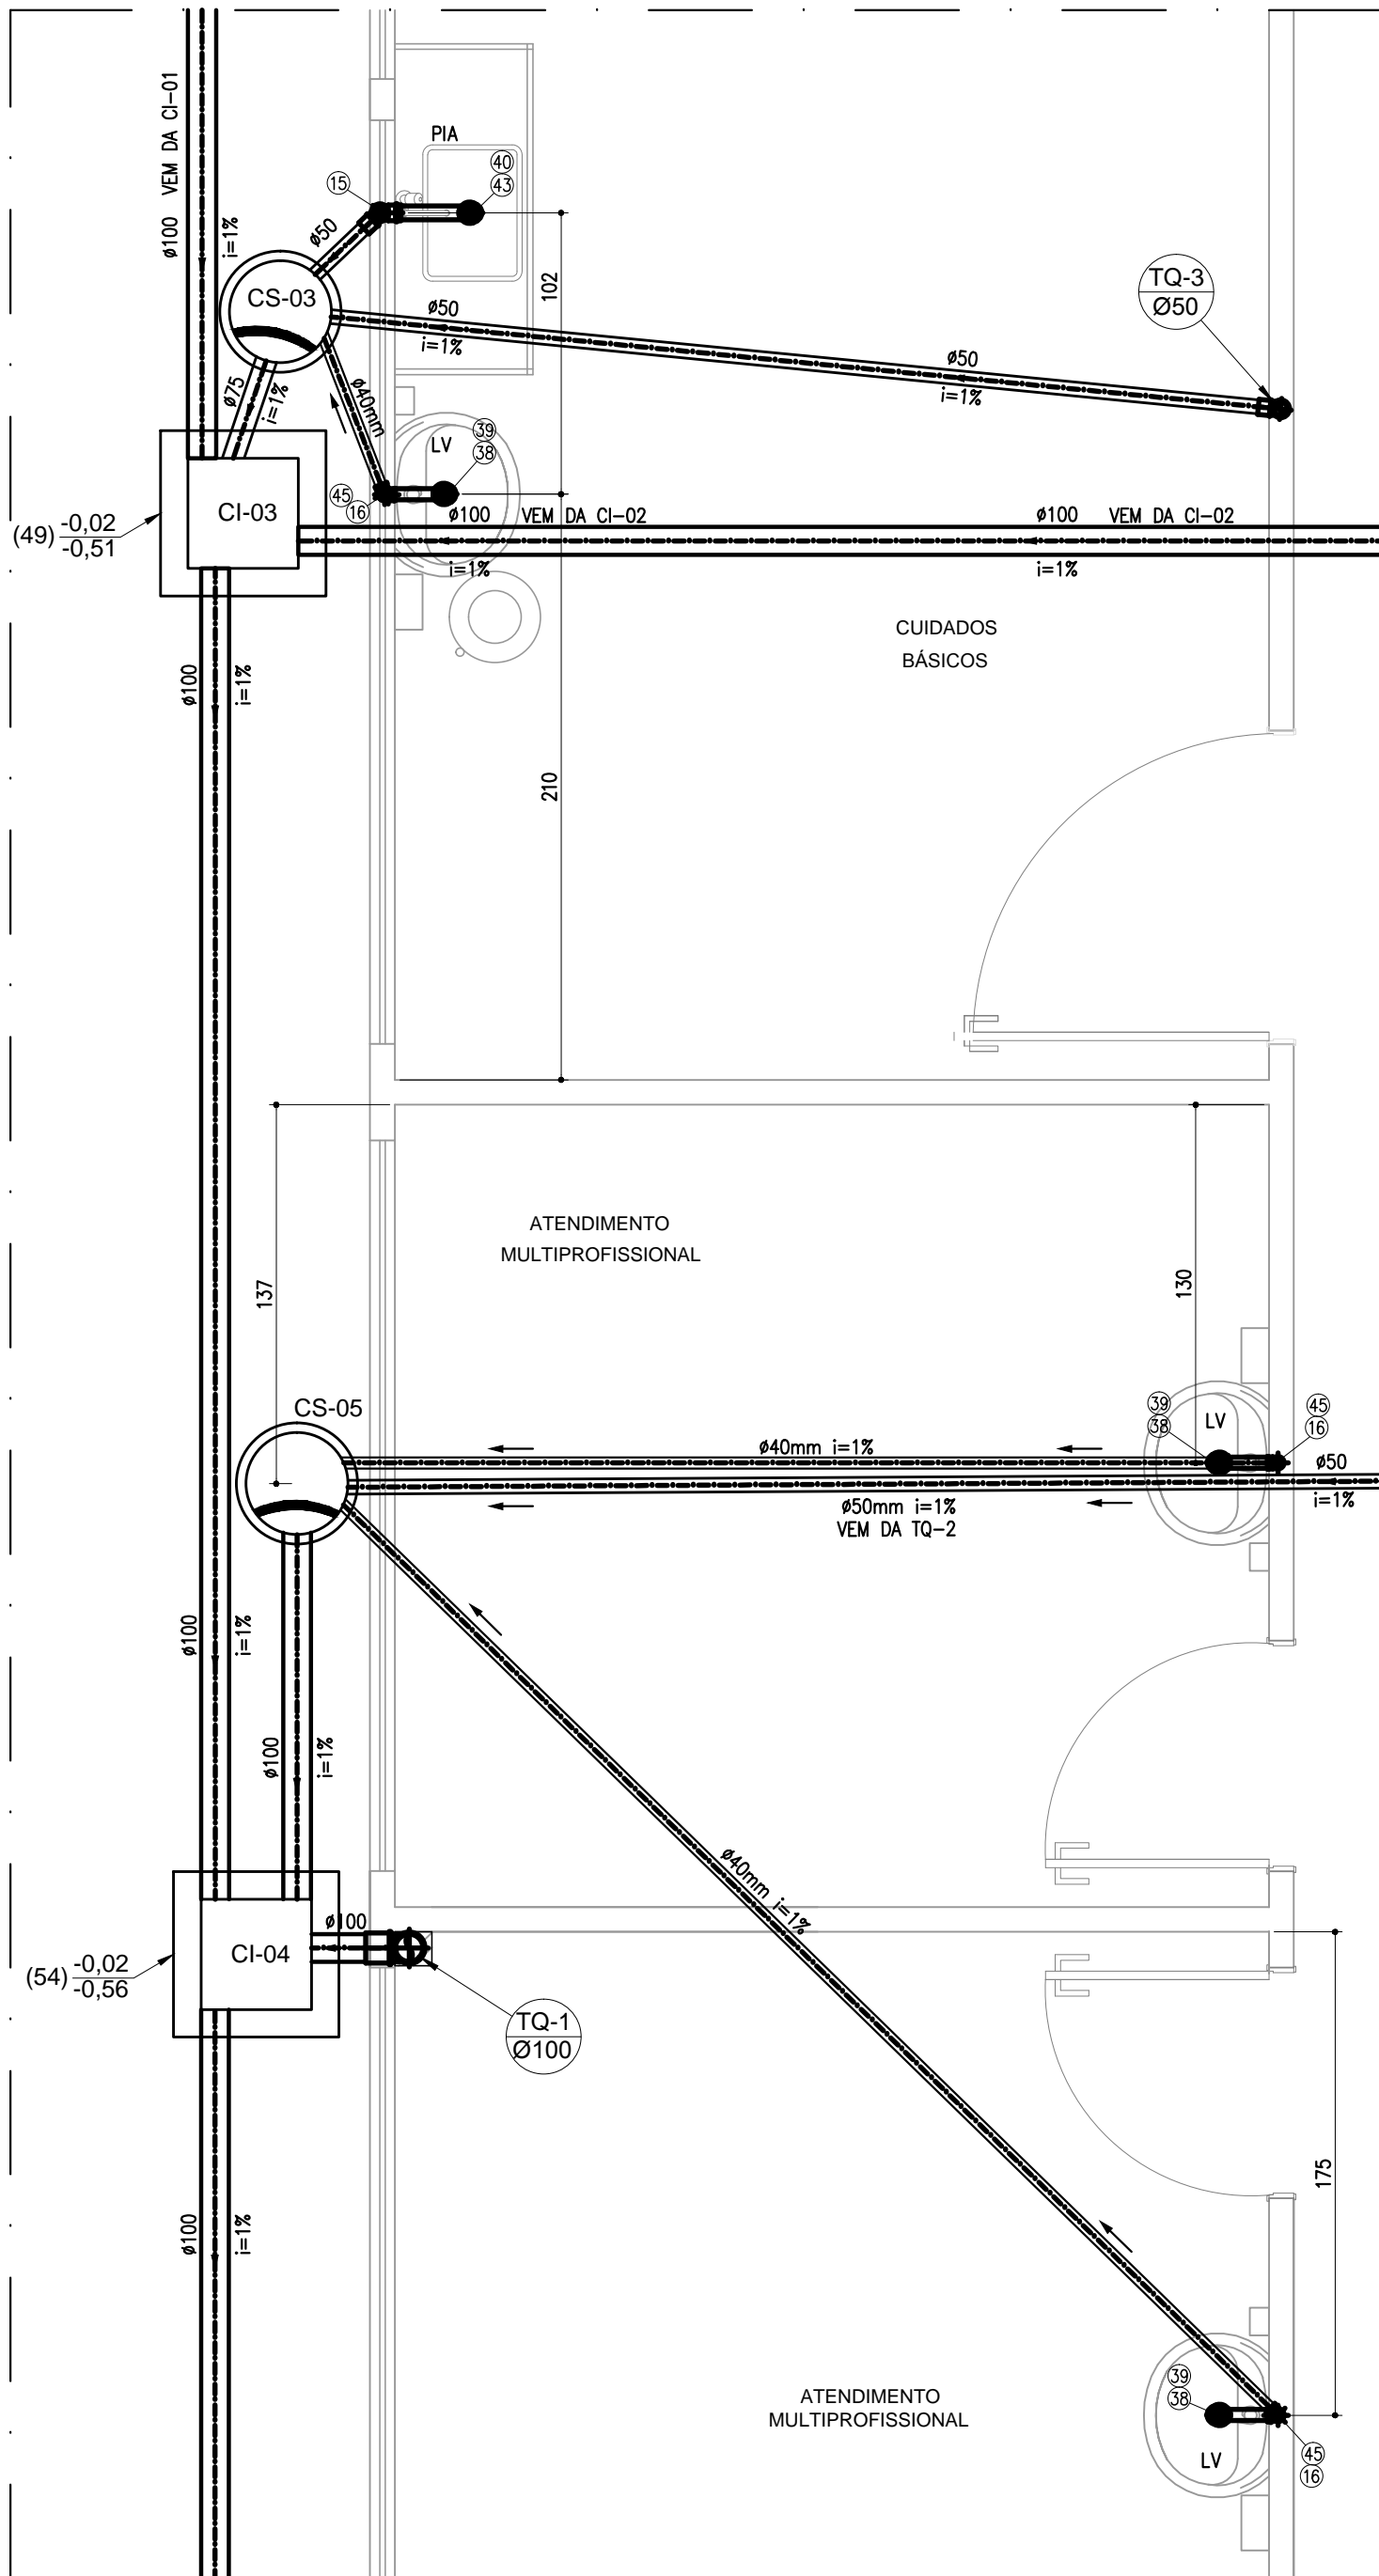 ø100 VEM DA CI-01
i=1%
PIA
40
43
15
ø50
CS-03
102
TQ-3
Ø50
ø50
i=1%
ø50
i=1%
ø75
i=1%
ø40mm
LV
39
38
45
16
CI-03
(49) -0,02
-0,51
ø100 VEM DA CI-02
i=1%
ø100 VEM DA CI-02
i=1%
CUIDADOS
BÁSICOS
ø100
i=1%
210
ATENDIMENTO
MULTIPROFISSIONAL
137
130
CS-05
39
38
LV
45
16
ø40mm i=1%
ø50
i=1%
ø50mm i=1%
VEM DA TQ-2
ø100
i=1%
ø100
i=1%
ø40mm i=1%
ø100
CI-04
(54) -0,02
-0,56
TQ-1
Ø100
ø100
i=1%
175
ATENDIMENTO
MULTIPROFISSIONAL
39
38
LV
45
16